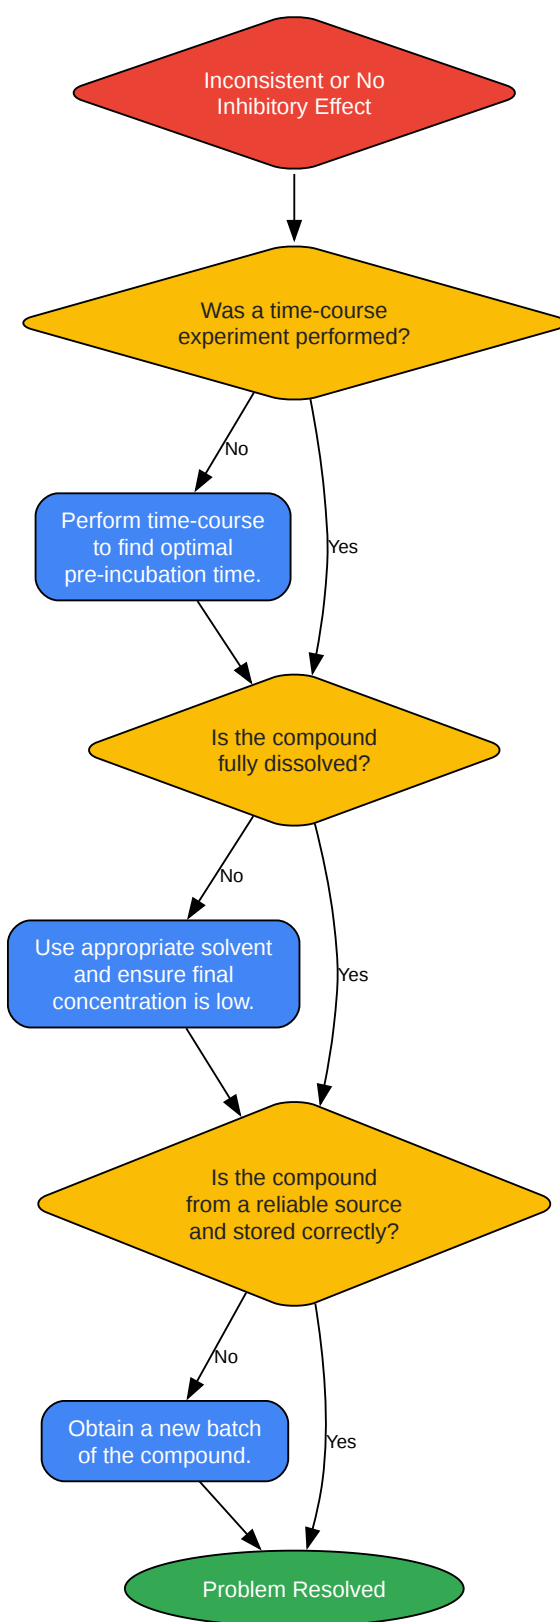 Inconsistent or No
Inhibitory Effect
Was a time-course
experiment performed?
No
Perform time-course
to find optimal
pre-incubation time.
Yes
Is the compound
fully dissolved?
No
Use appropriate solvent
and ensure final
concentration is low.
Yes
Is the compound
from a reliable source
and stored correctly?
No
Obtain a new batch
of the compound.
Yes
Problem Resolved